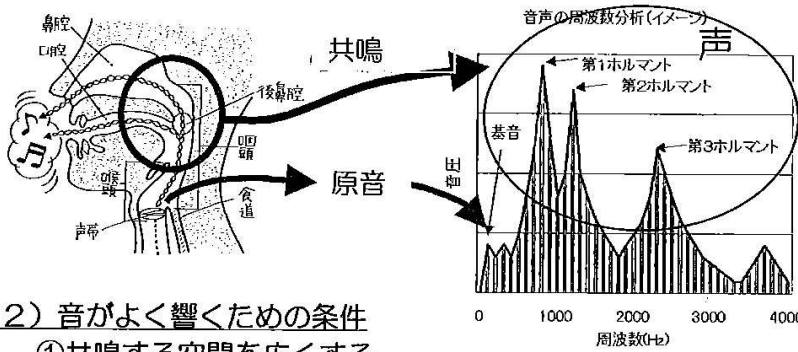 音声の周波数分析(イメージ)
声
鼻腔
口腔
後鼻腔
咽頭
喉頭
声帯
食道
共鳴
原音
音圧
基音
第1ホルマント
第2ホルマント
第3ホルマント
0 1000 2000 3000 4000
周波数(Hz)
2）音がよく響くための条件
①共鳴する空間を広くする